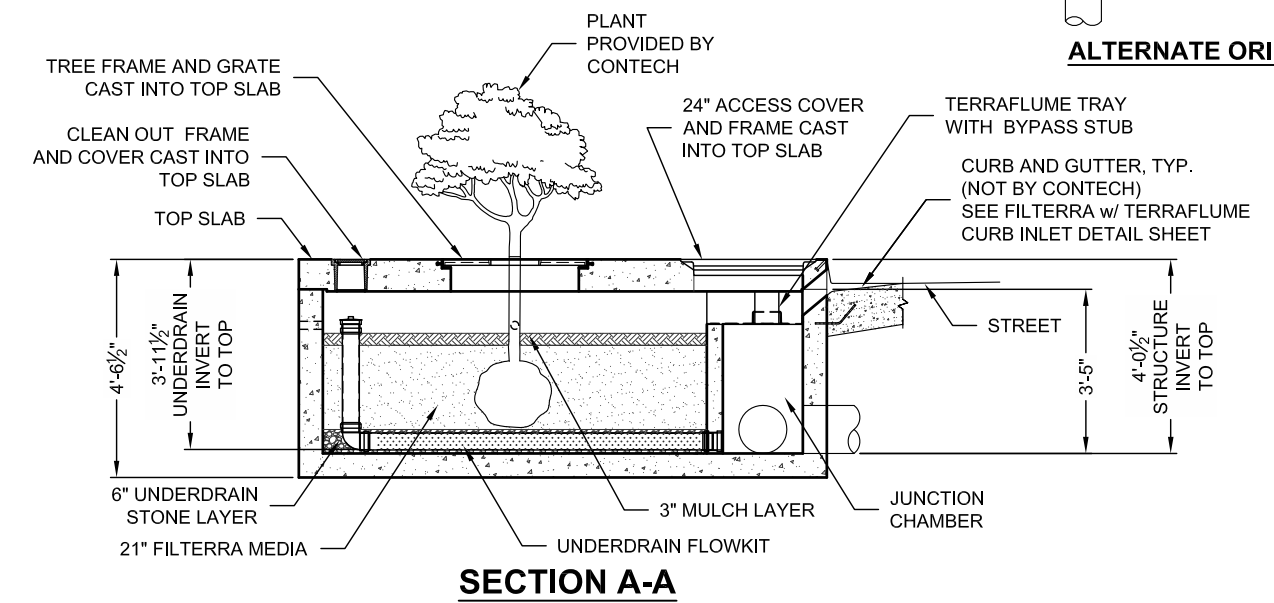 PLANT
PROVIDED BY
CONTECH
ALTERNATE ORI
TREE FRAME AND GRATE
CAST INTO TOP SLAB
24" ACCESS COVER
AND FRAME CAST
INTO TOP SLAB
TERRAFLUME TRAY
WITH BYPASS STUB
CLEAN OUT FRAME
AND COVER CAST INTO
TOP SLAB
CURB AND GUTTER, TYP.
(NOT BY CONTECH)
SEE FILTERRA w/ TERRAFLUME
CURB INLET DETAIL SHEET
TOP SLAB
STREET
4'-6½"
3'-11½"
UNDERDRAIN
INVERT
TO TOP
3'-5"
4'-0½"
STRUCTURE
INVERT
TO TOP
6" UNDERDRAIN
STONE LAYER
3" MULCH LAYER
JUNCTION
CHAMBER
21" FILTERRA MEDIA
UNDERDRAIN FLOWKIT
SECTION A-A